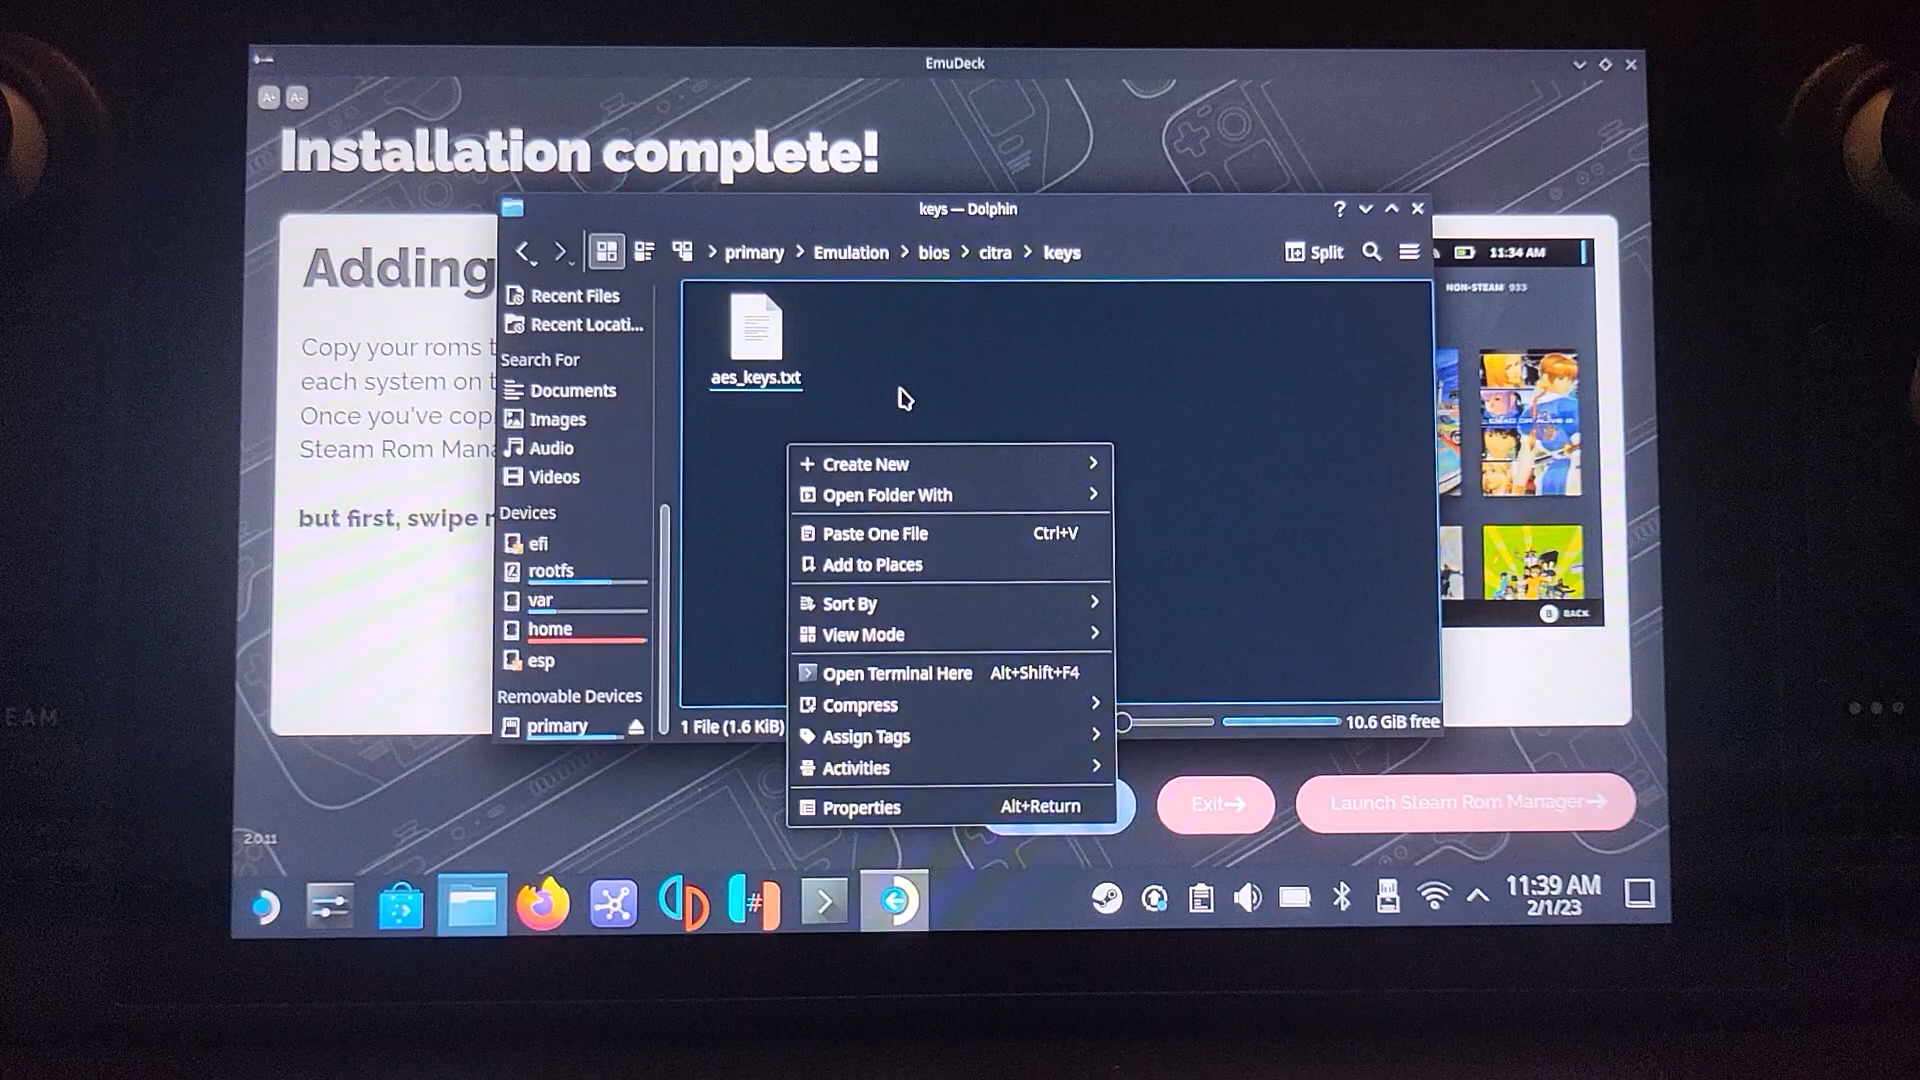 EmuDeck
A+ A-
Installation complete!
keys — Dolphin
primary > Emulation > bios > citra > keys
Split
11:34 AM
NON-STEAM 933
Adding
Copy your roms t
each system on t
Once you've cop
Steam Rom Mana
but first, swipe r
Recent Files
Recent Locati...
Search For
Documents
Images
Audio
Videos
Devices
efi
rootfs
var
home
esp
Removable Devices
primary
aes_keys.txt
Create New
Open Folder With
Paste One File Ctrl+V
Add to Places
Sort By
View Mode
Open Terminal Here Alt+Shift+F4
Compress
Assign Tags
Activities
Properties Alt+Return
1 File (1.6 KiB)
10.6 GiB free
B BACK
Exit→
Launch Steam Rom Manager→
2.0.11
EAM
11:39 AM
2/1/23